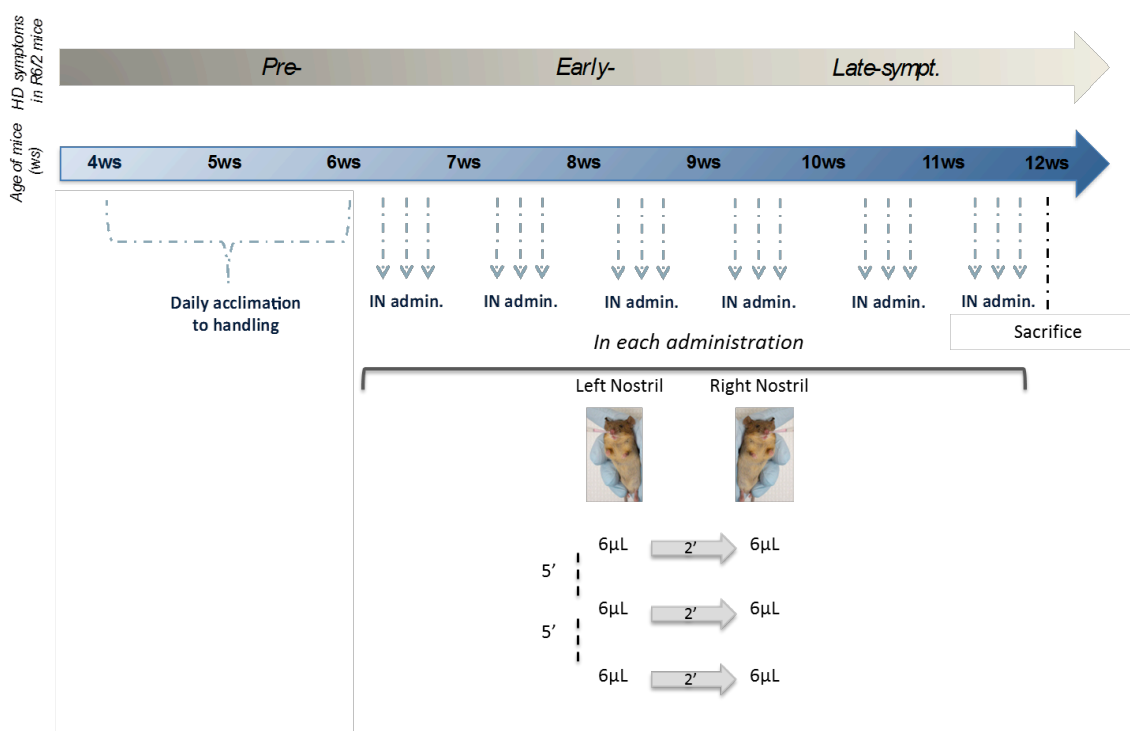 HD symptoms
in R6/2 mice
Pre-
Early-
Late-sympt.
Age of mice
(ws)
4ws
5ws
6ws
7ws
8ws
9ws
10ws
11ws
12ws
Daily acclimation
to handling
IN admin.
IN admin.
IN admin.
IN admin.
IN admin.
IN admin.
Sacrifice
In each administration
Left Nostril
Right Nostril
6µL
2’
6µL
5’
6µL
2’
6µL
5’
6µL
2’
6µL